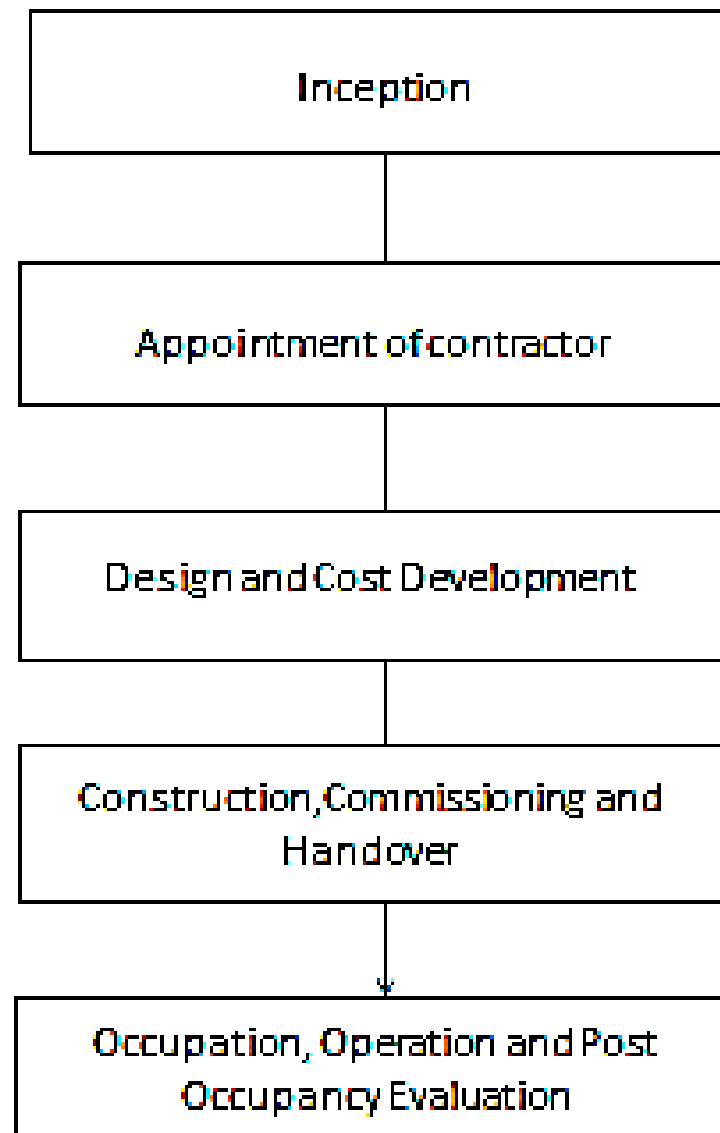 Inception
Appointment of contractor
Design and Cost Development
Construction, Commissioning and
Handover
Occupation, Operation and Post
Occupancy Evaluation